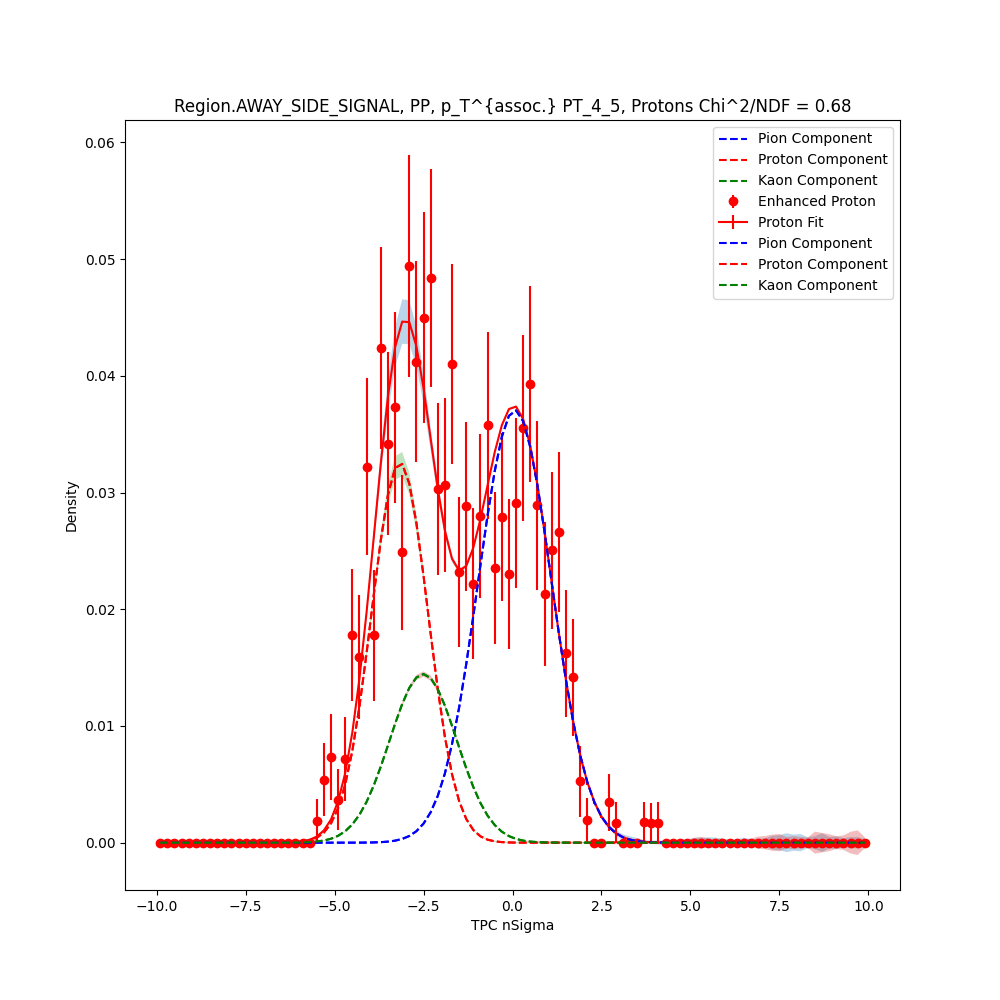 Region.AWAY_SIDE_SIGNAL, PP, p_T^{assoc.} PT_4_5, Protons Chi^2/NDF = 0.68
Pion Component
Proton Component
Kaon Component
Enhanced Proton
Proton Fit
Pion Component
Proton Component
Kaon Component
0.06
0.05
0.04
0.03
0.02
0.01
0.00
Density
−10.0 −7.5 −5.0 −2.5 0.0 2.5 5.0 7.5 10.0
TPC nSigma